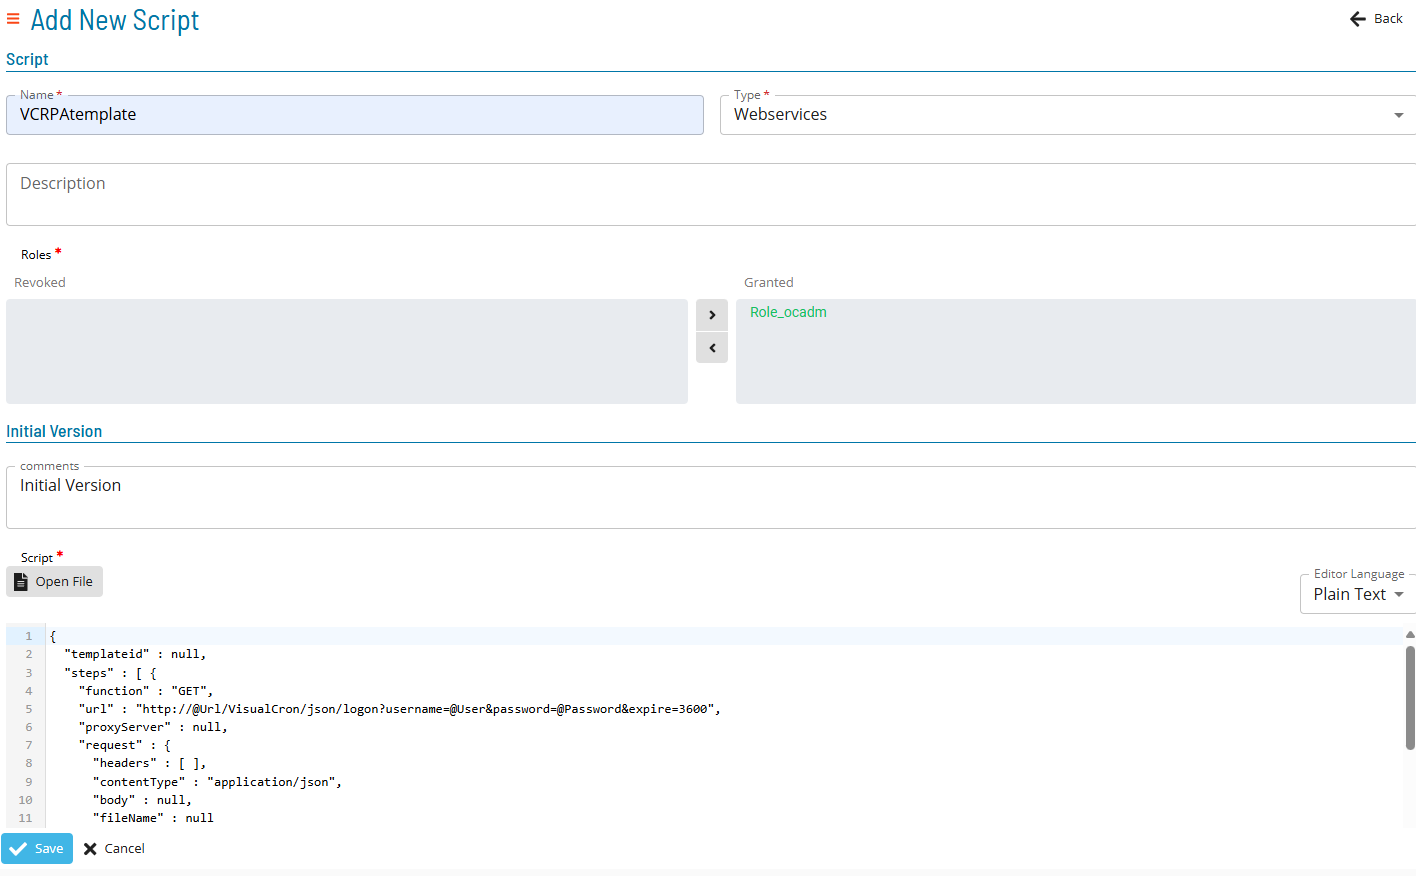 Add New Script
Back
Script
Name *
VCRPAtemplate
Type *
Webservices
Description
Roles *
Revoked
Granted
Role_ocadm
Initial Version
comments
Initial Version
Script *
Open File
Editor Language
Plain Text
1 {
2 "templateid" : null,
3 "steps" : [ {
4 "function" : "GET",
5 "url" : "http://@Url/VisualCron/json/logon?username=@User&password=@Password&expire=3600",
6 "proxyServer" : null,
7 "request" : {
8 "headers" : [ ],
9 "contentType" : "application/json",
10 "body" : null,
11 "fileName" : null
Save
Cancel